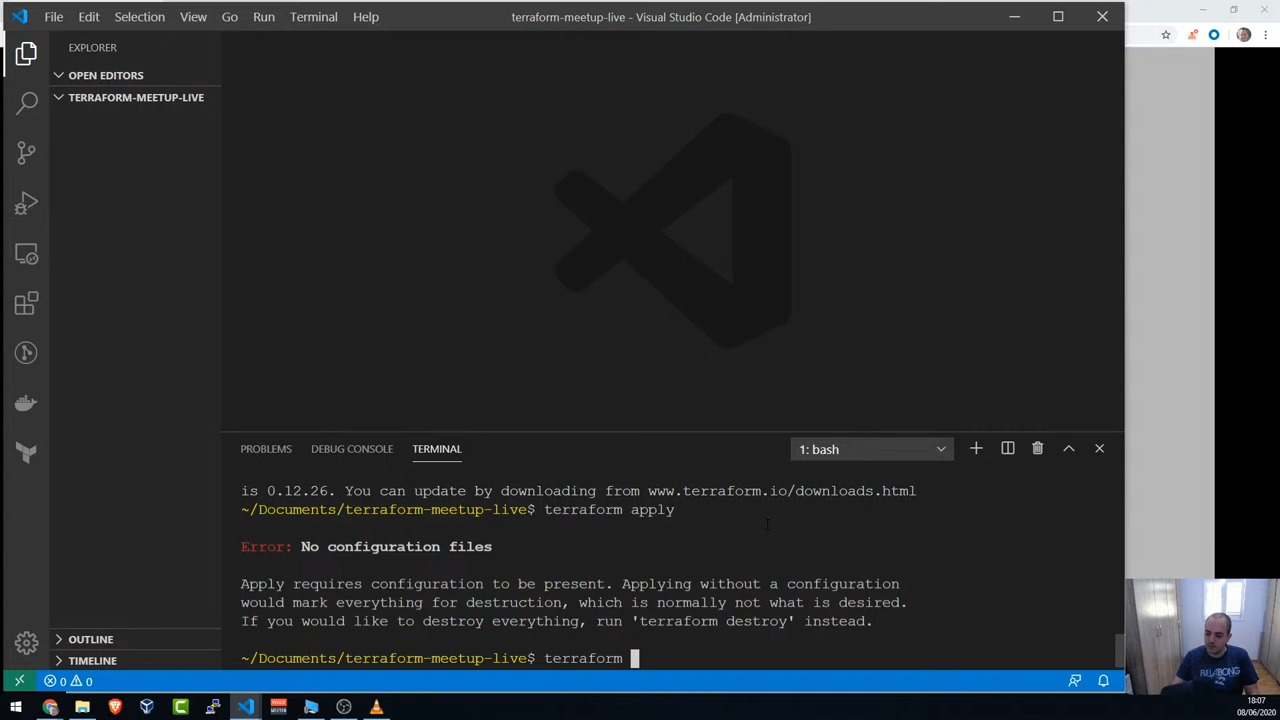 File Edit Selection View Go Run Terminal Help
terraform-meetup-live - Visual Studio Code [Administrator]
EXPLORER
OPEN EDITORS
TERRAFORM-MEETUP-LIVE
PROBLEMS DEBUG CONSOLE TERMINAL
1: bash
is 0.12.26. You can update by downloading from www.terraform.io/downloads.html
~/Documents/terraform-meetup-live$ terraform apply
Error: No configuration files
Apply requires configuration to be present. Applying without a configuration
would mark everything for destruction, which is normally not what is desired.
If you would like to destroy everything, run 'terraform destroy' instead.
~/Documents/terraform-meetup-live$ terraform
OUTLINE
TIMELINE
0 0
BILLABONG
18:07
08/06/2020